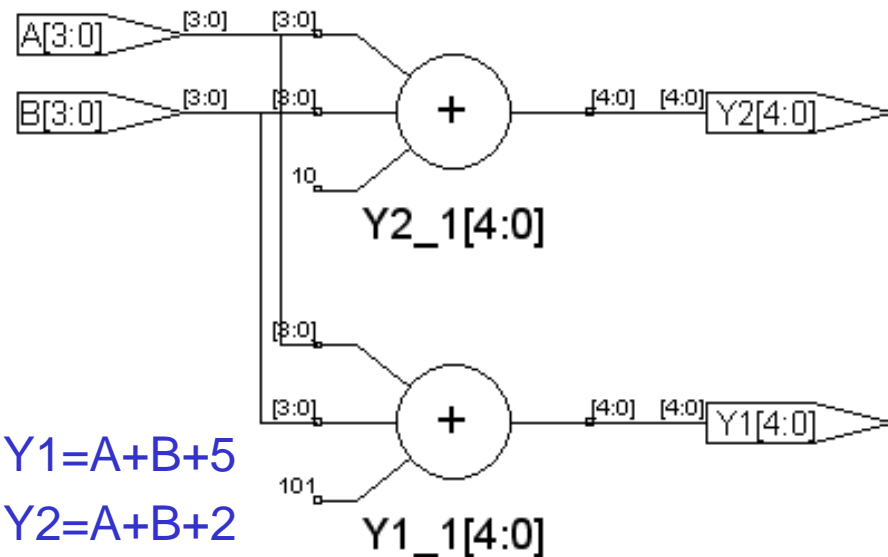 A[3:0] [3:0] [3:0]
B[3:0] [3:0] [3:0] + [4:0] [4:0] Y2[4:0]
10
Y2_1[4:0]
[3:0]
[3:0] + [4:0] [4:0] Y1[4:0]
Y1=A+B+5
101
Y2=A+B+2
Y1_1[4:0]